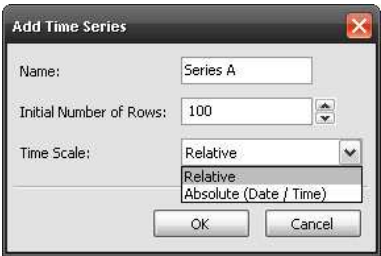 Add Time Series
Name: Series A
Initial Number of Rows: 100
Time Scale: Relative
Relative
Absolute (Date / Time)
OK Cancel